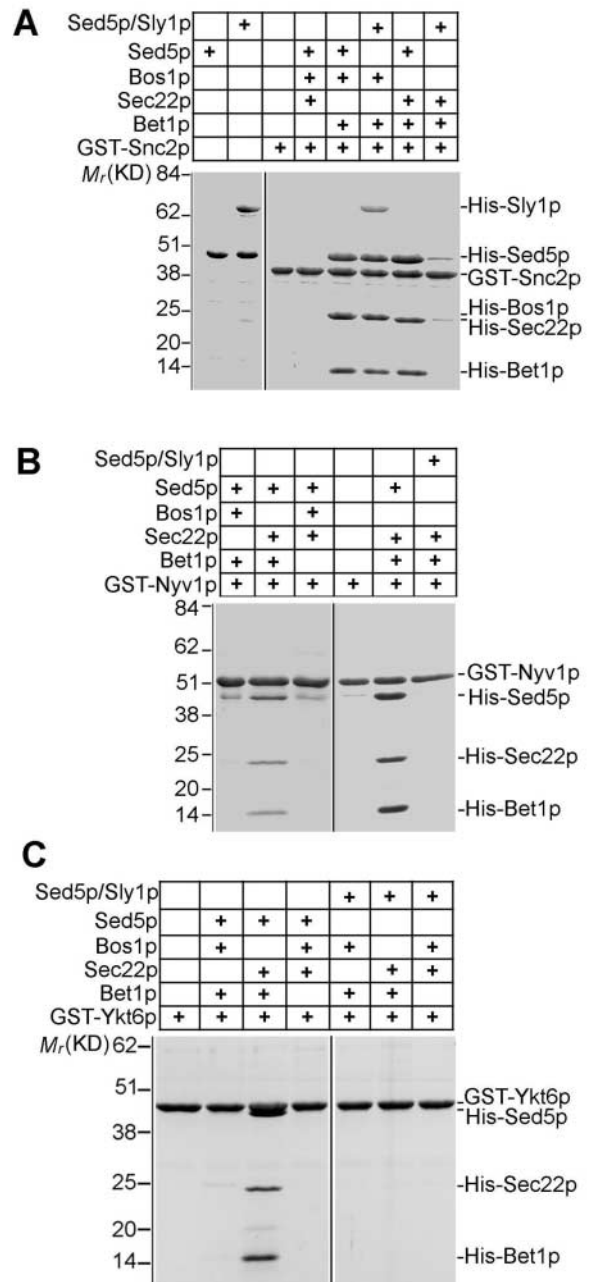 A
Sed5p/Sly1p + + +
Sed5p + + + +
Bos1p + + +
Sec22p + + +
Bet1p + + + +
GST-Snc2p + + + + + +
Mr(KD) 84-
62-
51-
38-
25-
20-
14-
-His-Sly1p
-His-Sed5p
-GST-Snc2p
-His-Bos1p
-His-Sec22p
-His-Bet1p
B
Sed5p/Sly1p +
Sed5p + + + +
Bos1p + +
Sec22p + + + +
Bet1p + + + +
GST-Nyv1p + + + + + +
84-
62-
51-
38-
25-
20-
14-
-GST-Nyv1p
-His-Sed5p
-His-Sec22p
-His-Bet1p
C
Sed5p/Sly1p + + +
Sed5p + + +
Bos1p + + + +
Sec22p + + + +
Bet1p + + + +
GST-Ykt6p + + + + + + +
Mr(KD) 62-
51-
38-
25-
20-
14-
-GST-Ykt6p
-His-Sed5p
-His-Sec22p
-His-Bet1p